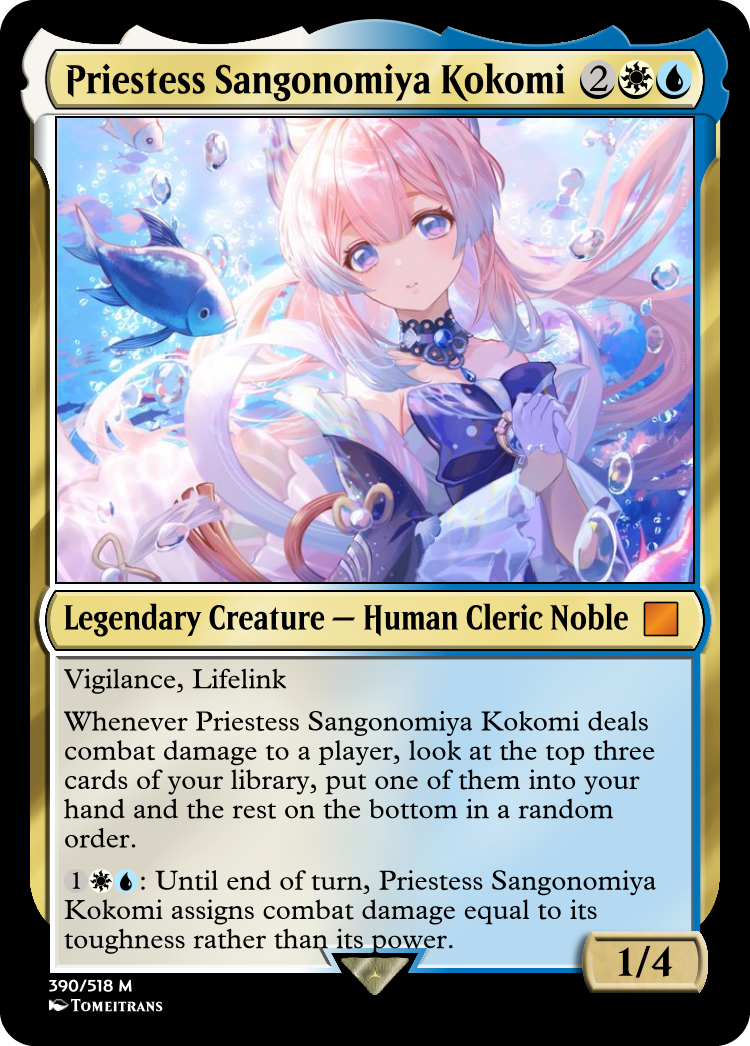 Priestess Sangonomiya Kokomi 2
Legendary Creature — Human Cleric Noble
Vigilance, Lifelink
Whenever Priestess Sangonomiya Kokomi deals
combat damage to a player, look at the top three
cards of your library, put one of them into your
hand and the rest on the bottom in a random
order.
1 : Until end of turn, Priestess Sangonomiya
Kokomi assigns combat damage equal to its
toughness rather than its power.
1/4
390/518 M
Tomeitrans